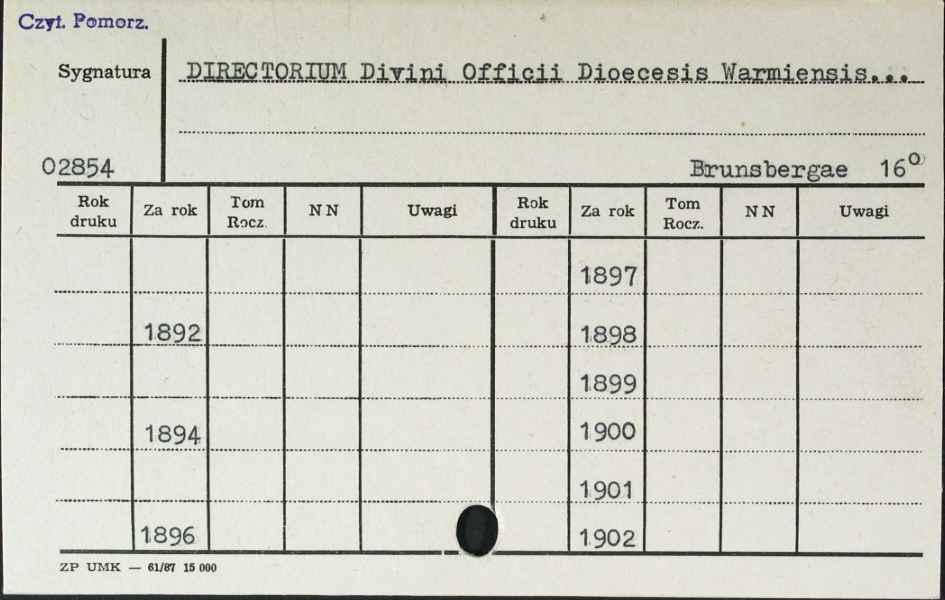 Czyt. Pomorz.
Sygnatura DIRECTORIUM Divini Officii Dioecesis Warmiensis...
02854 Brunsbergae 16°
Rok druku Za rok Tom Rocz. NN Uwagi Rok druku Za rok Tom Rocz. NN Uwagi
1897
1892 1898
1899
1894 1900
1901
1896 1902
ZP UMK — 61/87 15 000